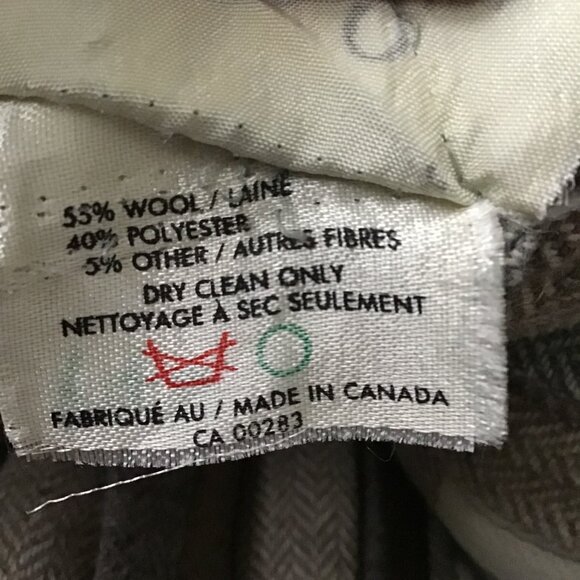 55% WOOL / LAINE
40% POLYESTER
5% OTHER / AUTRES FIBRES
DRY CLEAN ONLY
NETTOYAGE À SEC SEULEMENT
FABRIQUÉ AU / MADE IN CANADA
CA 00283